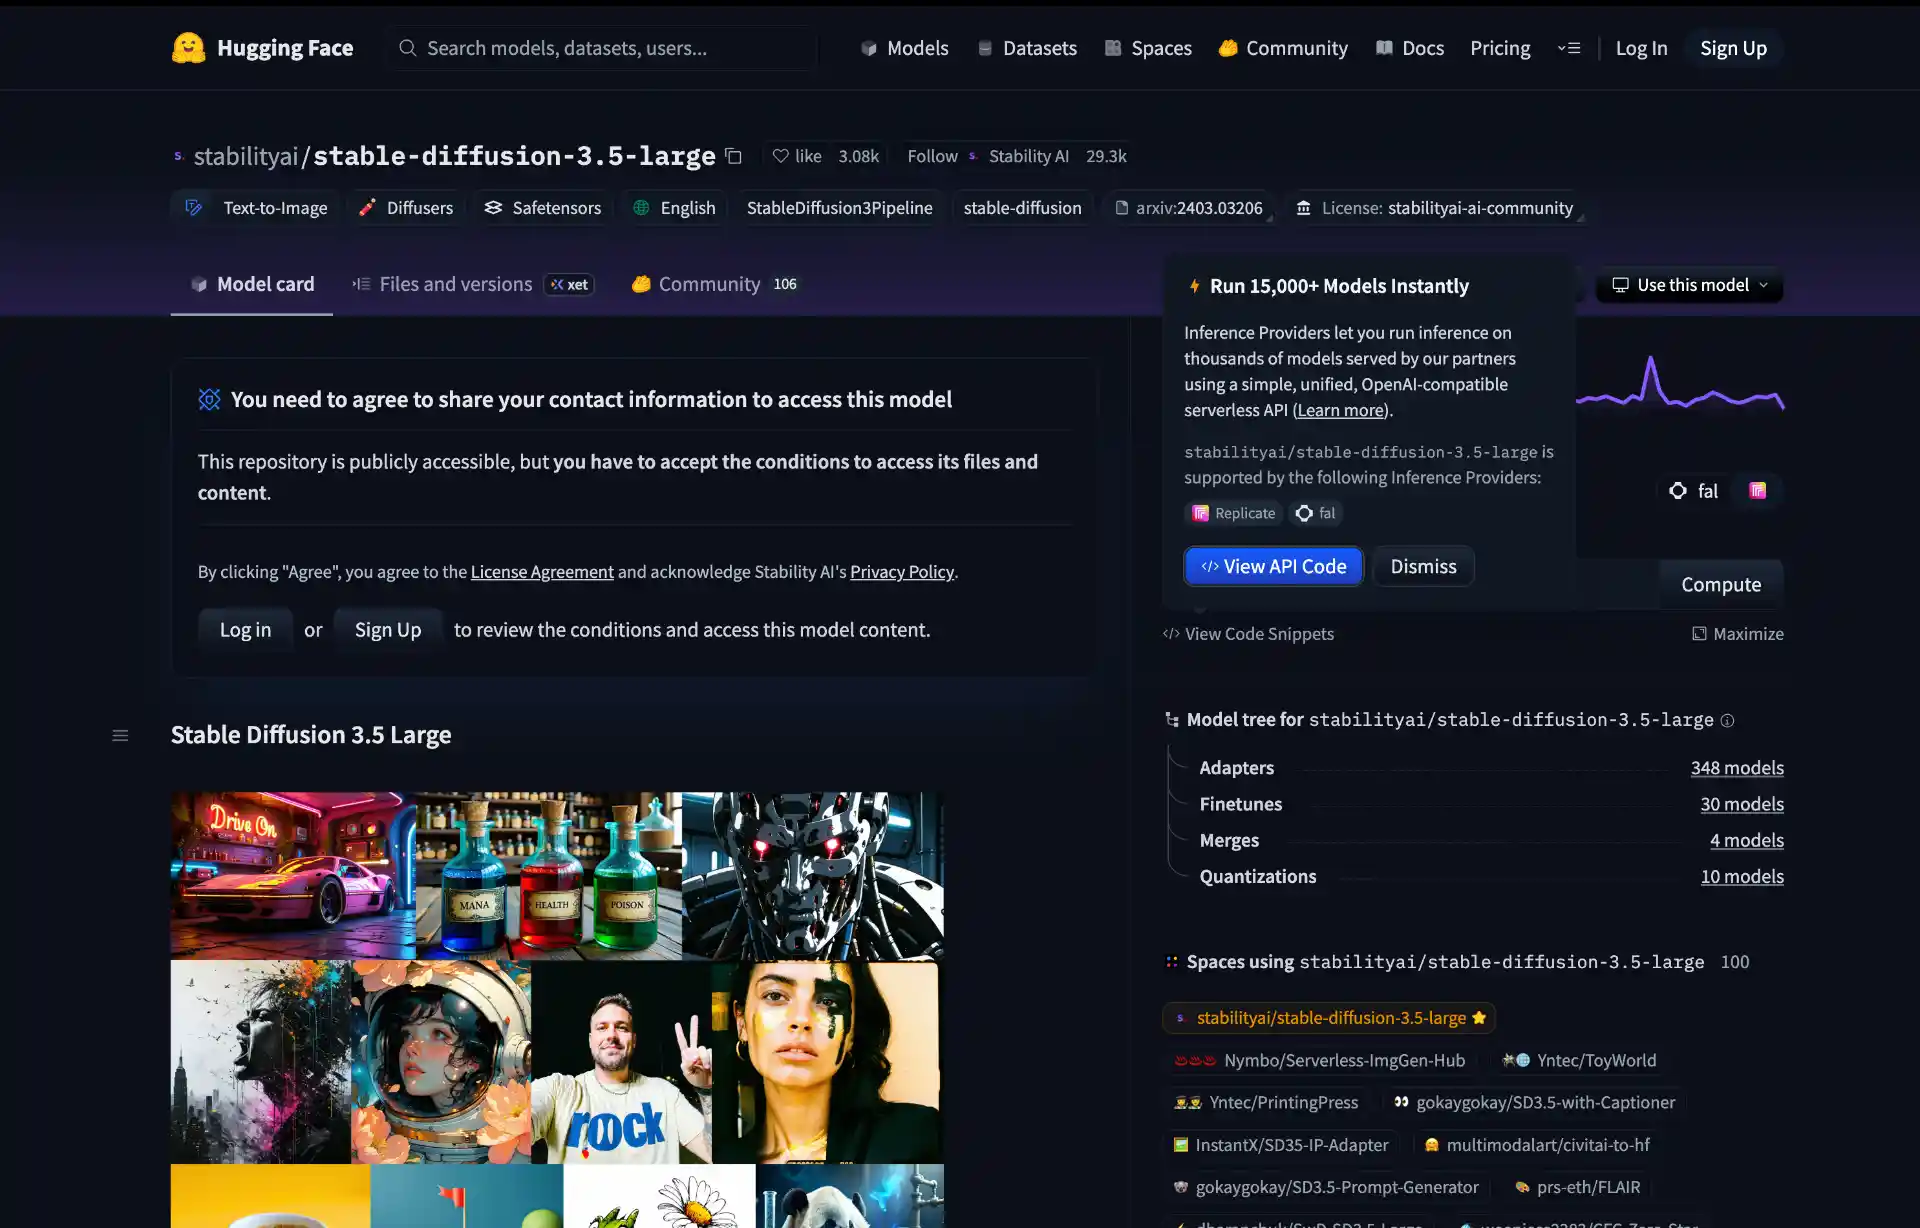 Hugging Face
Search models, datasets, users...
Models
Datasets
Spaces
Community
Docs
Pricing
Log In
Sign Up
stabilityai/stable-diffusion-3.5-large
like 3.08k
Follow Stability AI 29.3k
Text-to-Image
Diffusers
Safetensors
English
StableDiffusion3Pipeline
stable-diffusion
arxiv:2403.03206
License: stabilityai-ai-community
Model card
Files and versions
xet
Community 106
Use this model
Run 15,000+ Models Instantly
Inference Providers let you run inference on
thousands of models served by our partners
using a simple, unified, OpenAI-compatible
serverless API (Learn more).
stabilityai/stable-diffusion-3.5-large is
supported by the following Inference Providers:
Replicate
fal
</> View API Code
Dismiss
fal
Compute
</> View Code Snippets
Maximize
You need to agree to share your contact information to access this model
This repository is publicly accessible, but you have to accept the conditions to access its files and
content.
By clicking "Agree", you agree to the License Agreement and acknowledge Stability AI's Privacy Policy.
Log in or Sign Up to review the conditions and access this model content.
Stable Diffusion 3.5 Large
Drive On
MANA
HEALTH
POISON
rock
Model tree for stabilityai/stable-diffusion-3.5-large
Adapters 348 models
Finetunes 30 models
Merges 4 models
Quantizations 10 models
Spaces using stabilityai/stable-diffusion-3.5-large 100
stabilityai/stable-diffusion-3.5-large
Nymbo/Serverless-ImgGen-Hub
Yntec/ToyWorld
Yntec/PrintingPress
gokaygokay/SD3.5-with-Captioner
InstantX/SD35-IP-Adapter
multimodalart/civitai-to-hf
gokaygokay/SD3.5-Prompt-Generator
prs-eth/FLAIR